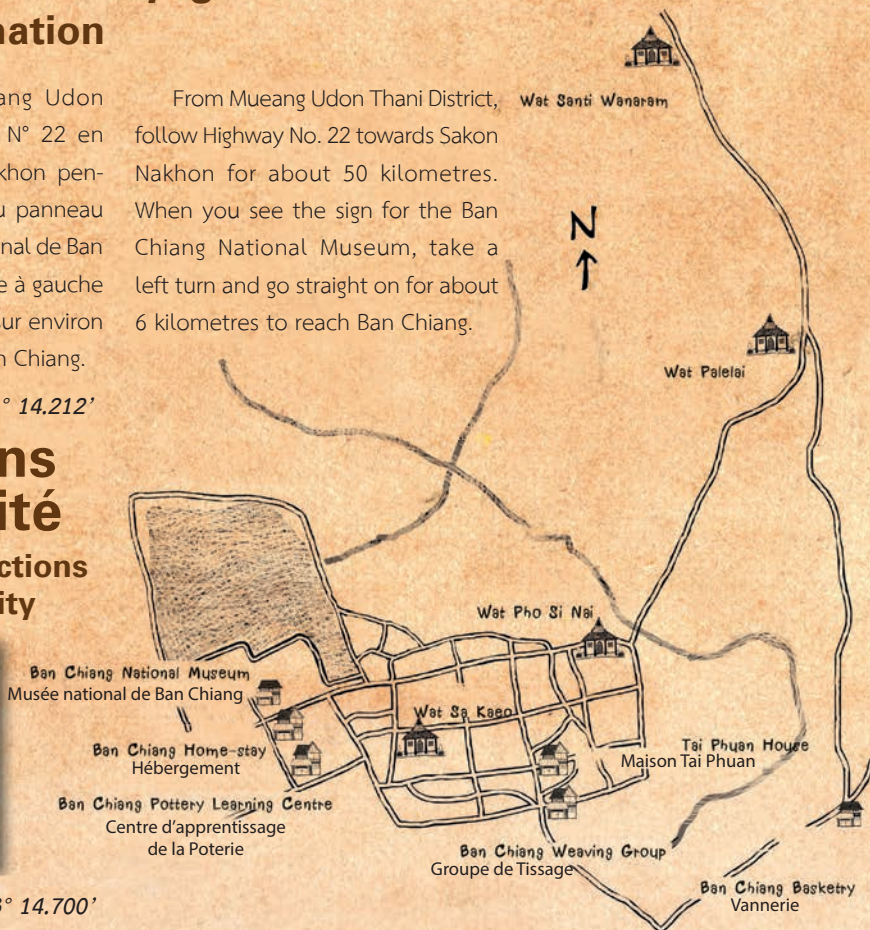 nation
ang Udon
N° 22 en
khon pen-
u panneau
nal de Ban
e à gauche
sur environ
n Chiang.
° 14.212’
ns
ité
ctions
ity
° 14.700’
From Mueang Udon Thani District,
follow Highway No. 22 towards Sakon
Nakhon for about 50 kilometres.
When you see the sign for the Ban
Chiang National Museum, take a
left turn and go straight on for about
6 kilometres to reach Ban Chiang.
Wat Santi Wanaram
N
Wat Palelai
Wat Pho Si Nai
Ban Chiang National Museum
Musée national de Ban Chiang
Wat Sa Kaeo
Ban Chiang Home-stay
Hébergement
Tai Phuan House
Maison Tai Phuan
Ban Chiang Pottery Learning Centre
Centre d’apprentissage
de la Poterie
Ban Chiang Weaving Group
Groupe de Tissage
Ban Chiang Basketry
Vannerie